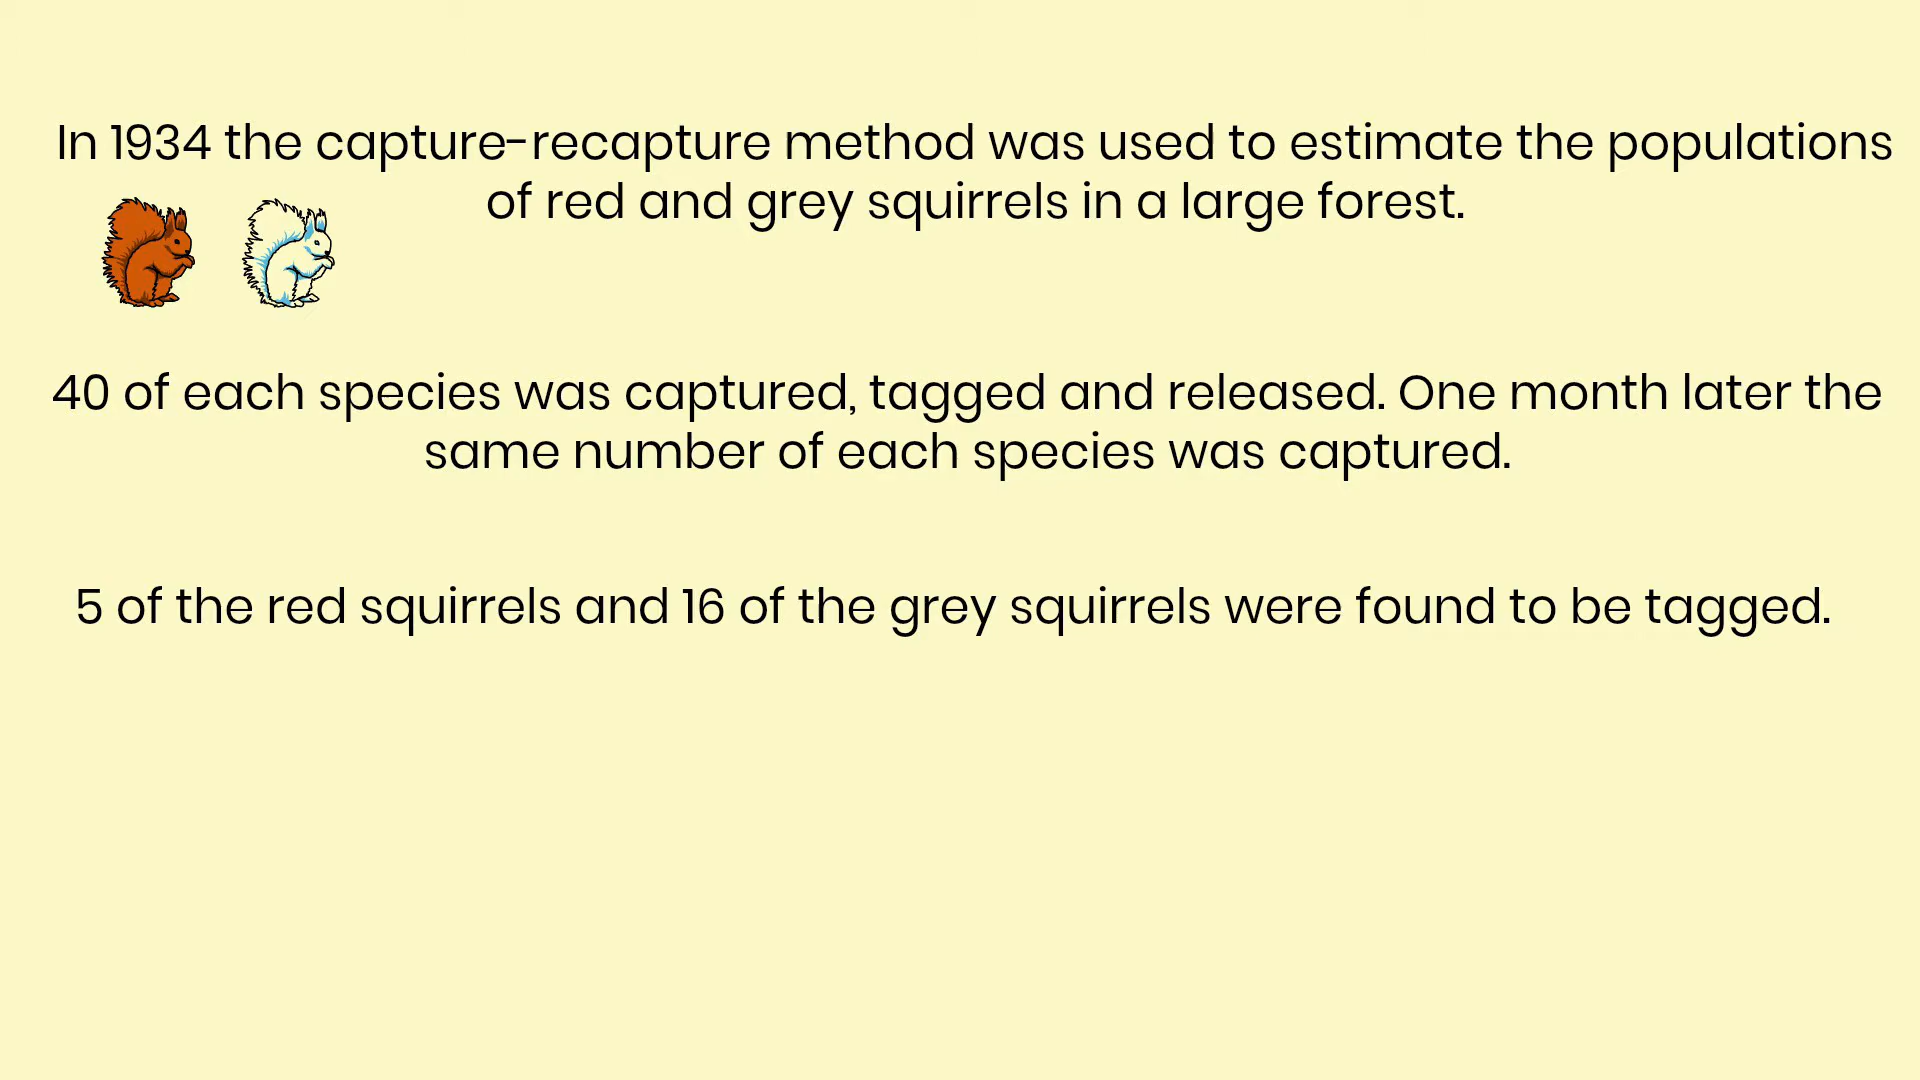 In 1934 the capture-recapture method was used to estimate the populations
of red and grey squirrels in a large forest.
40 of each species was captured, tagged and released. One month later the
same number of each species was captured.
5 of the red squirrels and 16 of the grey squirrels were found to be tagged.